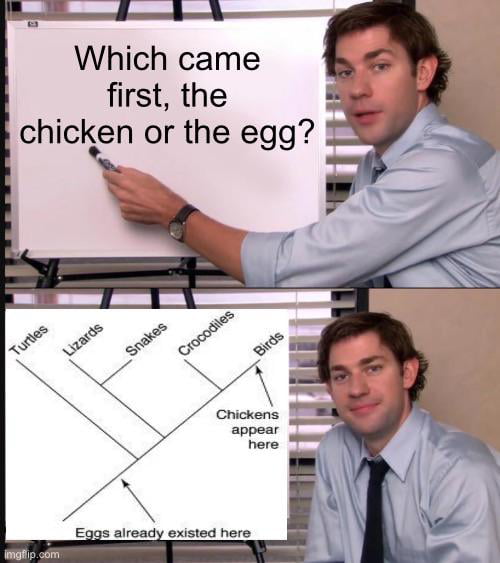 Which came
first, the
chicken or the egg?
Turtles
Lizards
Snakes
Crocodiles
Birds
Chickens
appear
here
Eggs already existed here
imgflip.com